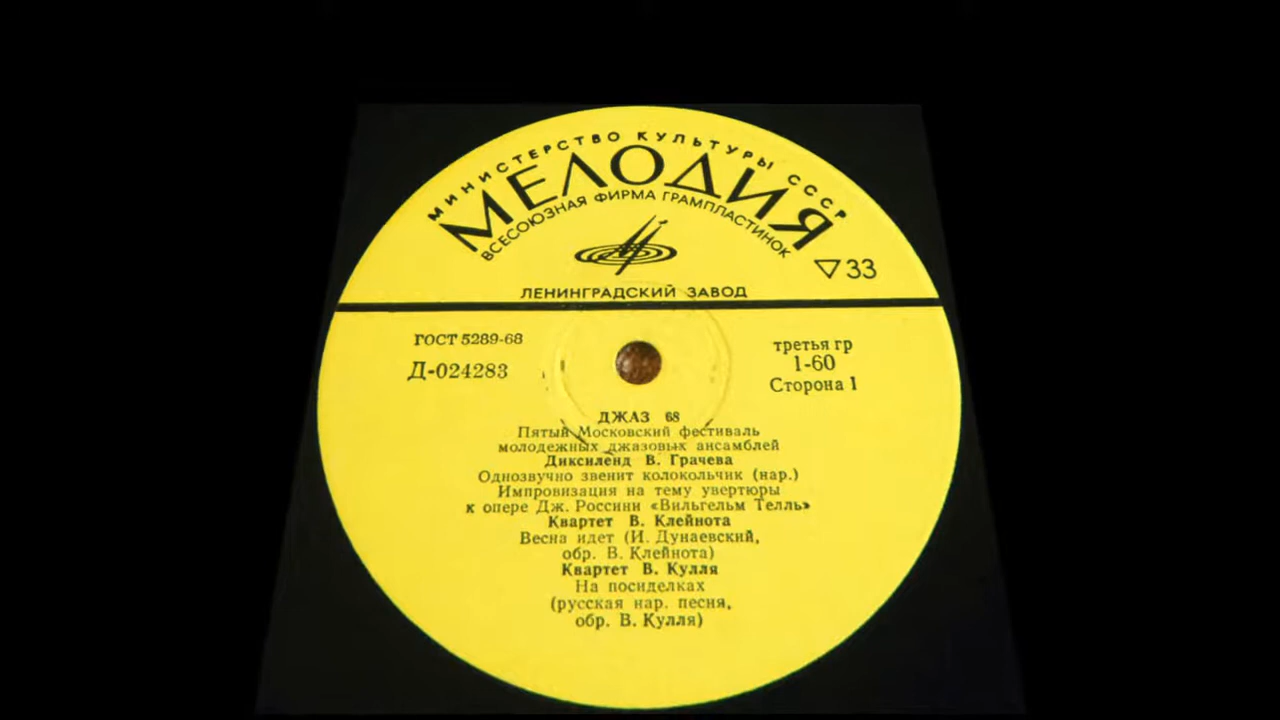 МИНИСТЕРСТВО КУЛЬТУРЫ СССР
МЕЛОДИЯ
ВСЕСОЮЗНАЯ ФИРМА ГРАМПЛАСТИНОК
33
ЛЕНИНГРАДСКИЙ ЗАВОД
ГОСТ 5289-68
Д-024283
третья гр
1-60
Сторона 1
ДЖАЗ 68
Пятый Московский фестиваль
молодежных джазовых ансамблей
Диксиленд В. Грачева
Однозвучно звенит колокольчик (нар.)
Импровизация на тему увертюры
к опере Дж. Россини «Вильгельм Телль»
Квартет В. Клейнота
Весна идет (И. Дунаевский,
обр. В. Клейнота)
Квартет В. Кулля
На посиделках
(русская нар. песня,
обр. В. Кулля)